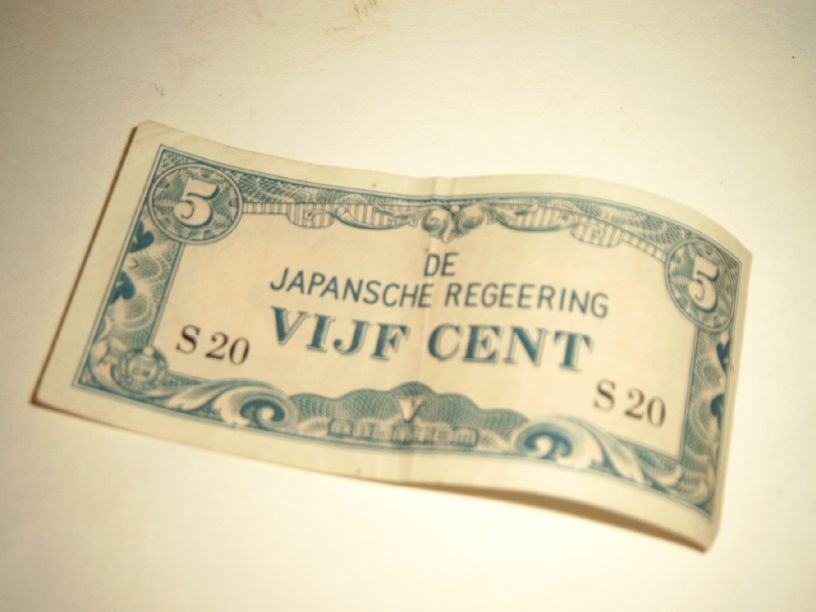 5
5
DE
JAPANSCHE REGEERING
VIJF CENT
S 20
S 20